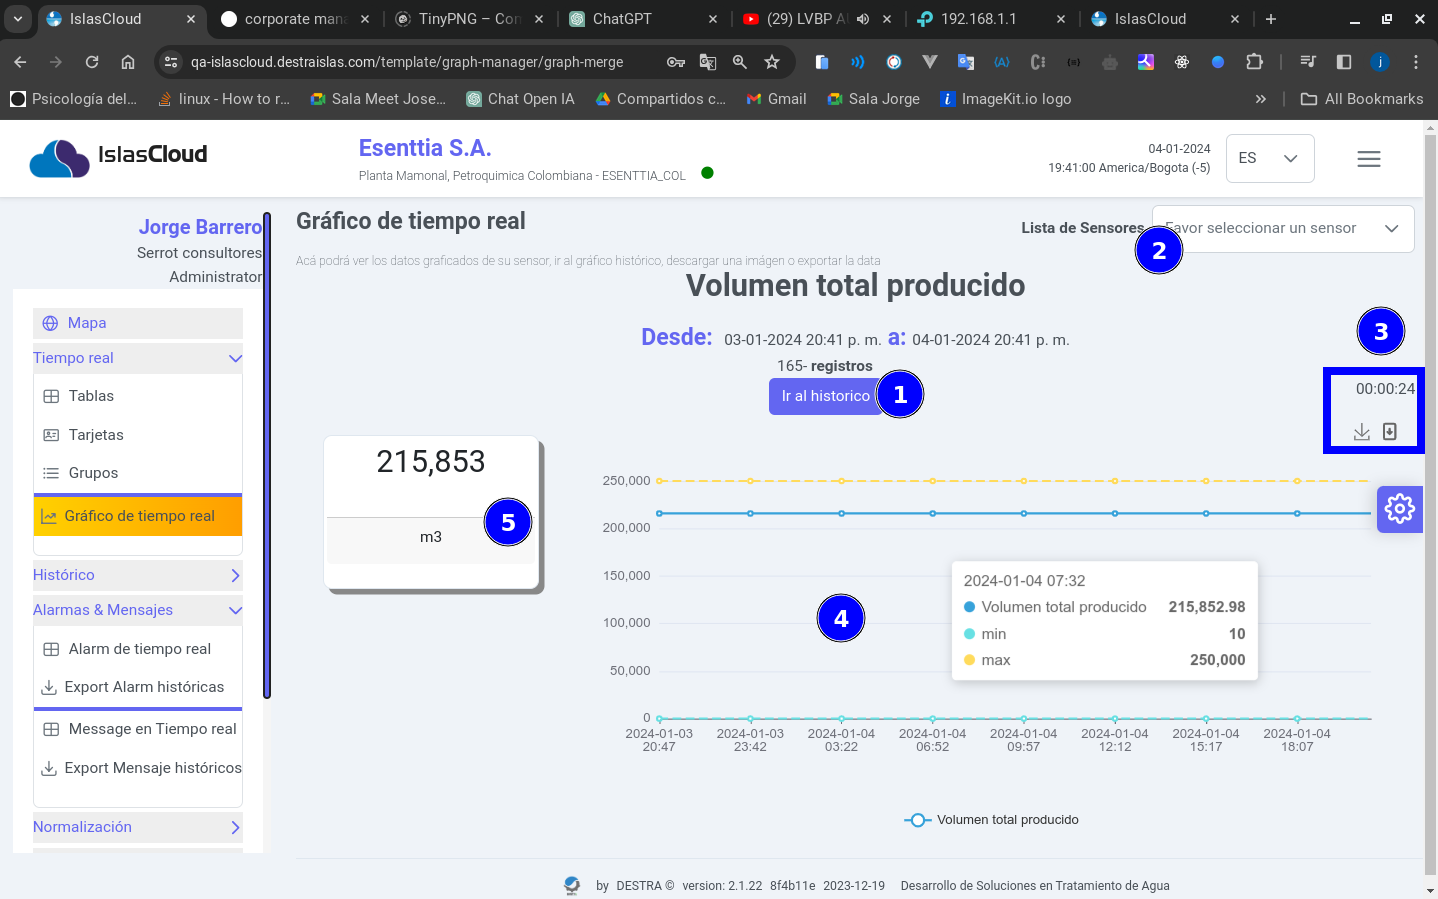 IslasCloud
corporate man
TinyPNG – Con
ChatGPT
(29) LVBP A
192.168.1.1
IslasCloud
qa-islascloud.destraislas.com/template/graph-manager/graph-merge
Psicología del...
linux - How to r...
Sala Meet Jose...
Chat Open IA
Compartidos c...
Gmail
Sala Jorge
ImageKit.io logo
»
All Bookmarks
IslasCloud
Esenttia S.A.
Planta Mamonal, Petroquimica Colombiana - ESENTTIA_COL
04-01-2024
19:41:00 America/Bogota (-5)
ES
Jorge Barrero
Serrot consultores
Administrator
Mapa
Tiempo real
Tablas
Tarjetas
Grupos
Gráfico de tiempo real
Histórico
Alarmas & Mensajes
Alarm de tiempo real
Export Alarm históricas
Message en Tiempo real
Export Mensaje históricos
Normalización
Gráfico de tiempo real
Lista de Sensores
Favor seleccionar un sensor
2
Acá podrá ver los datos graficados de su sensor, ir al gráfico histórico, descargar una imágen o exportar la data
Volumen total producido
Desde: 03-01-2024 20:41 p. m. a: 04-01-2024 20:41 p. m.
165- registros
Ir al historico
1
3
00:00:24
215,853
m3
5
250,000
200,000
150,000
100,000
50,000
0
4
2024-01-04 07:32
Volumen total producido 215,852.98
min 10
max 250,000
2024-01-03 2024-01-03 2024-01-04 2024-01-04 2024-01-04 2024-01-04 2024-01-04 2024-01-04
20:47 23:42 03:22 06:52 09:57 12:12 15:17 18:07
Volumen total producido
by DESTRA © version: 2.1.22 8f4b11e 2023-12-19 Desarrollo de Soluciones en Tratamiento de Agua